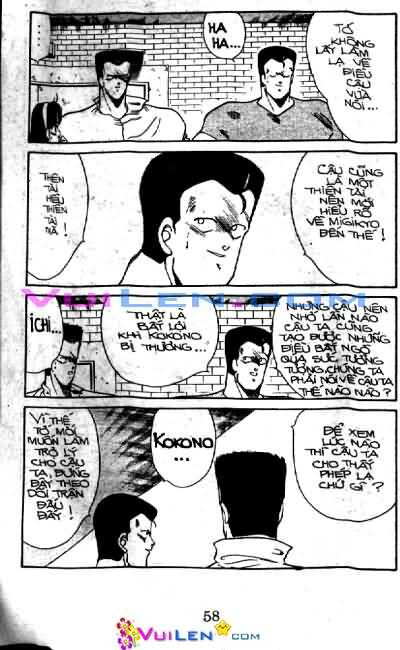 TỚ
KHÔNG
LẤY LÀM
LẠ VỀ
ĐIỀU
CẬU
VỪA
NÓI...
HA
HA...
CẬU CŨNG
LÀ MỘT
THIÊN TÀI
NÊN MỚI
HIỂU RÕ
VỀ MIGIKYO
ĐẾN THẾ!
THIÊN
TÀI
HIỂU
THIÊN
TÀI
MÀ!
VUILEN.COM
NHƯNG CẬU NÊN
NHỚ LẦN NÀO
CẬU TA CŨNG
TẠO ĐƯỢC NHỮNG
ĐIỀU BẤT NGỜ
QUÁ SỨC TƯỞNG
TƯỢNG, CHÚNG TA
PHẢI NÓI VỀ CẬU TA
THẾ NÀO NÀO?
THẬT LÀ
BẤT LỢI
KHI KOKONO
BỊ THƯƠNG...
ICHI...
ĐỂ XEM
LÚC NÀO
THÌ CẬU TA
CHO THẤY
PHÉP LẠ
CHỨ GÌ?
KOKONO
...
VÌ THẾ
TỚ MỚI
MUỐN LÀM
TRỢ LÝ
CHO CẬU
TA, ĐỨNG
ĐÂY THEO
DÕI TRẬN
ĐẤU
ĐẤY!
58
VUILEN.COM